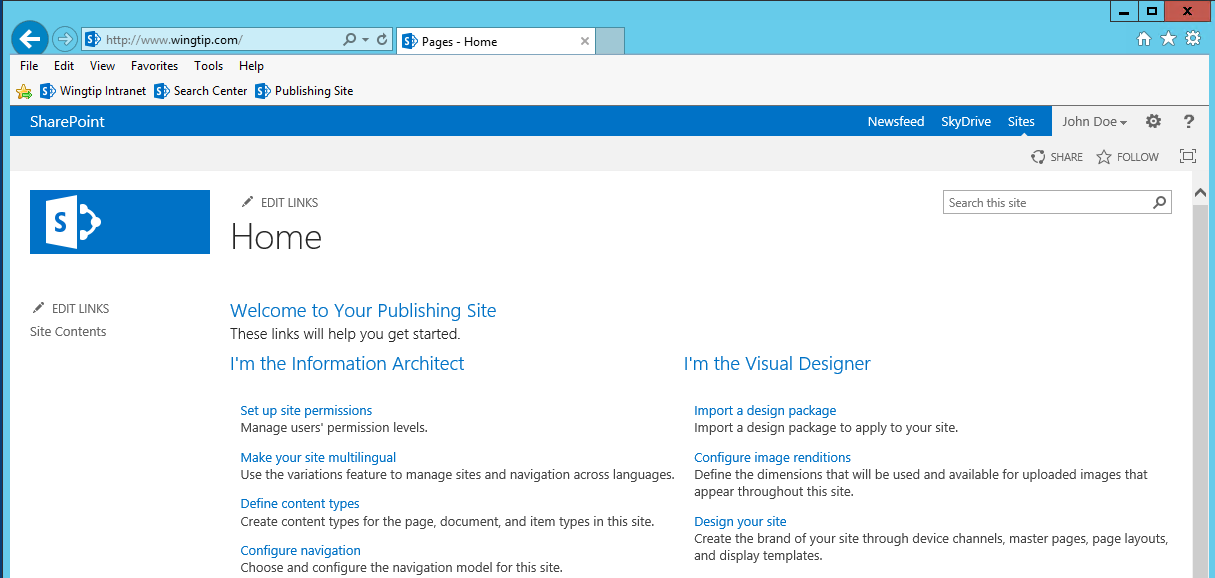 http://www.wingtip.com/
Pages - Home
File Edit View Favorites Tools Help
Wingtip Intranet Search Center Publishing Site
SharePoint Newsfeed SkyDrive Sites John Doe ?
SHARE FOLLOW
S
EDIT LINKS Search this site
Home
EDIT LINKS
Site Contents
Welcome to Your Publishing Site
These links will help you get started.
I'm the Information Architect
Set up site permissions
Manage users' permission levels.
Make your site multilingual
Use the variations feature to manage sites and navigation across languages.
Define content types
Create content types for the page, document, and item types in this site.
Configure navigation
Choose and configure the navigation model for this site.
I'm the Visual Designer
Import a design package
Import a design package to apply to your site.
Configure image renditions
Define the dimensions that will be used and available for uploaded images that
appear throughout this site.
Design your site
Create the brand of your site through device channels, master pages, page layouts,
and display templates.